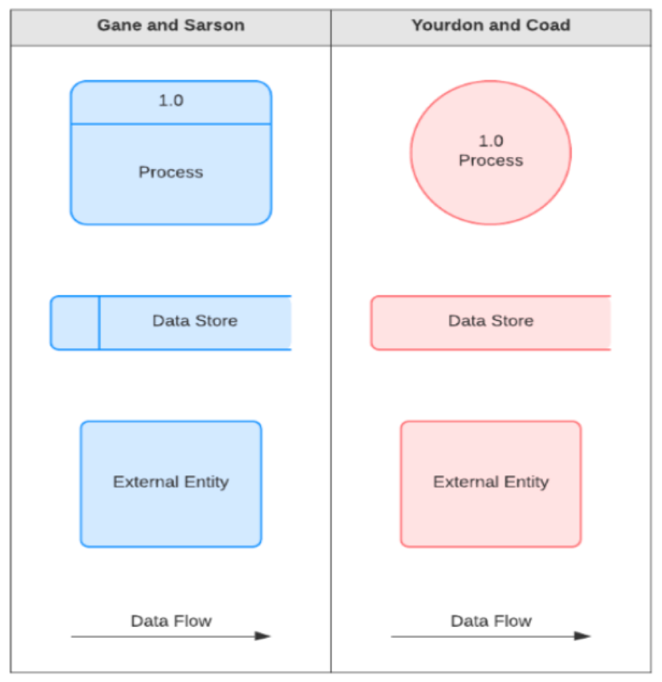 Gane and Sarson
Yourdon and Coad
1.0
Process
1.0
Process
Data Store
Data Store
External Entity
External Entity
Data Flow
Data Flow